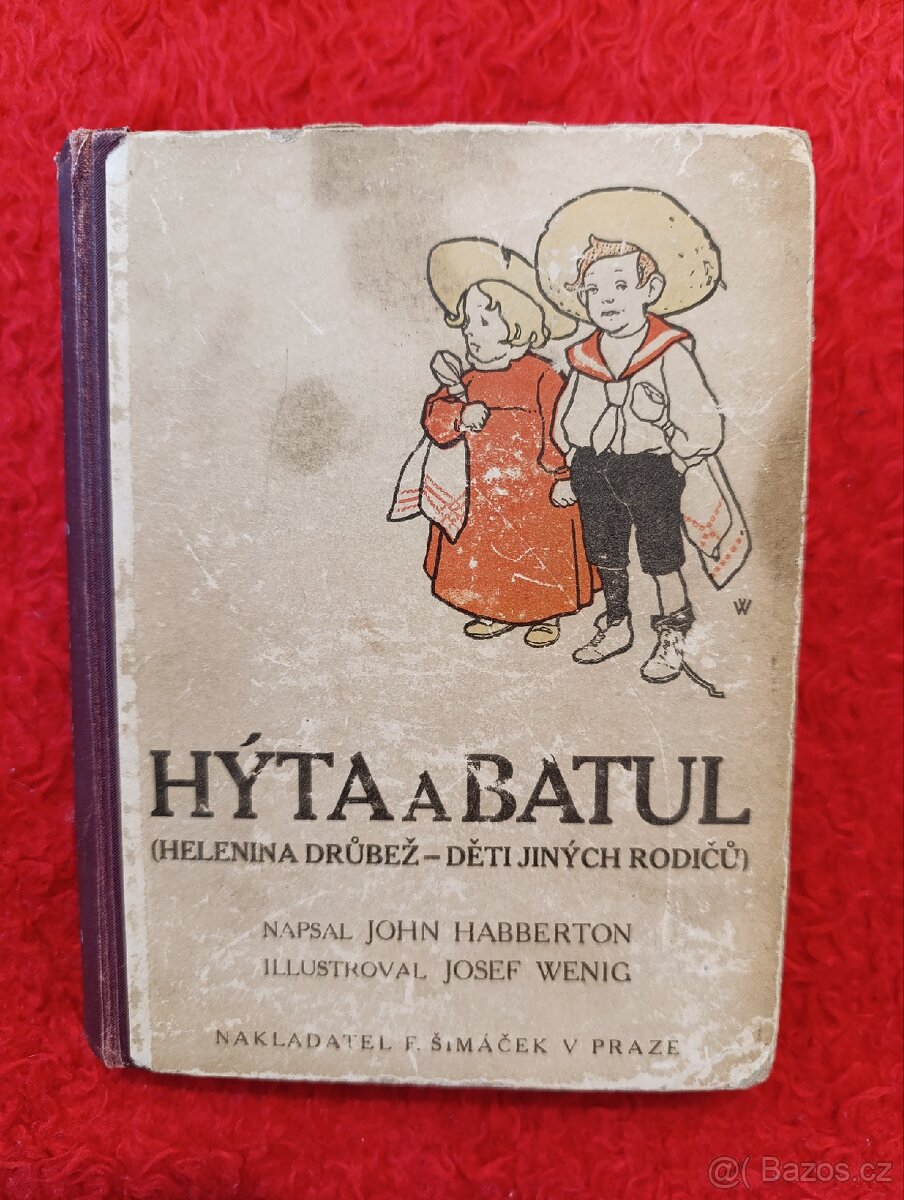 W
HÝTA A BATUL
(HELENINA DRŮBEŽ – DĚTI JINÝCH RODIČŮ)
NAPSAL JOHN HABBERTON
ILLUSTROVAL JOSEF WENIG
NAKLADATEL F. ŠIMÁČEK V PRAZE
@ Bazos.cz